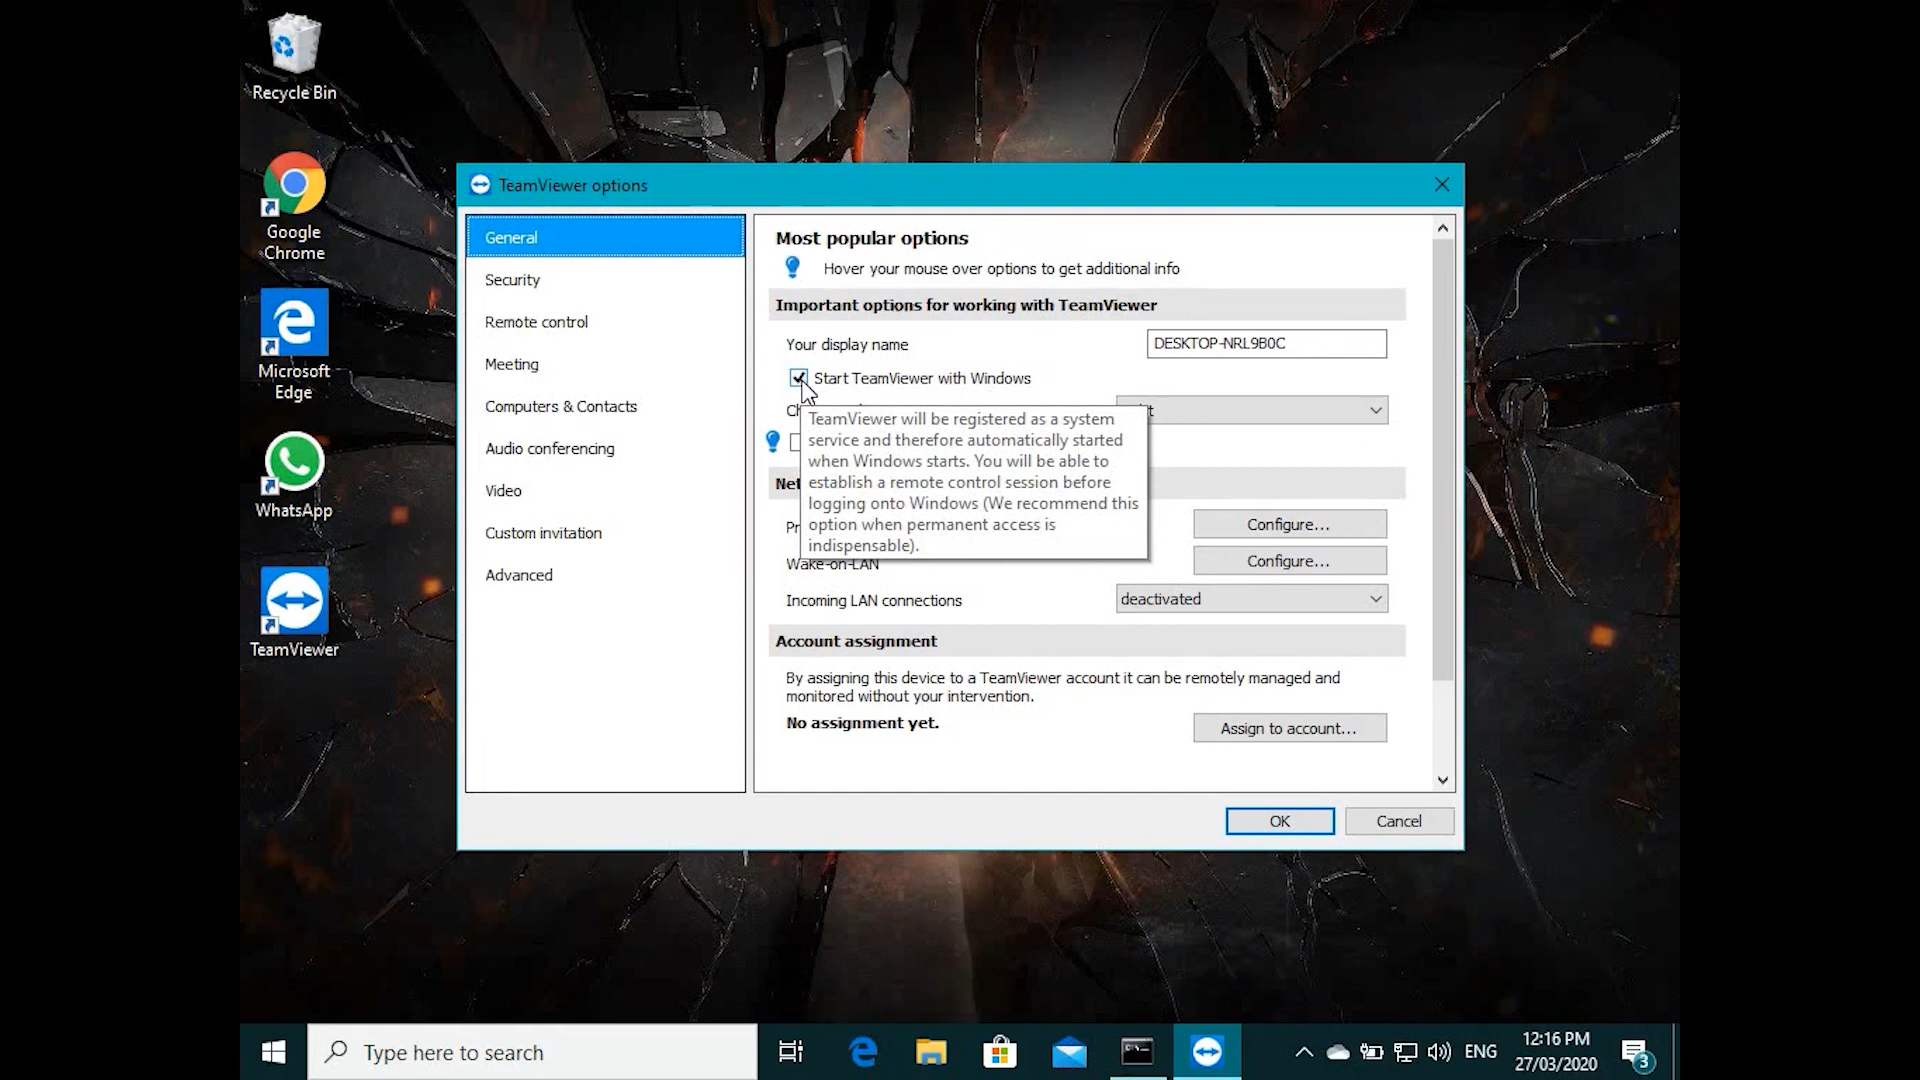 Recycle Bin
Google
Chrome
Microsoft
Edge
WhatsApp
TeamViewer
TeamViewer options
General
Security
Remote control
Meeting
Computers & Contacts
Audio conferencing
Video
Custom invitation
Advanced
Most popular options
Hover your mouse over options to get additional info
Important options for working with TeamViewer
Your display name
DESKTOP-NRL9B0C
Start TeamViewer with Windows
TeamViewer will be registered as a system
service and therefore automatically started
when Windows starts. You will be able to
establish a remote control session before
logging onto Windows (We recommend this
option when permanent access is
indispensable).
Configure...
Wake-on-LAN
Configure...
Incoming LAN connections
deactivated
Account assignment
By assigning this device to a TeamViewer account it can be remotely managed and
monitored without your intervention.
No assignment yet.
Assign to account...
OK
Cancel
Type here to search
ENG
12:16 PM
27/03/2020
3